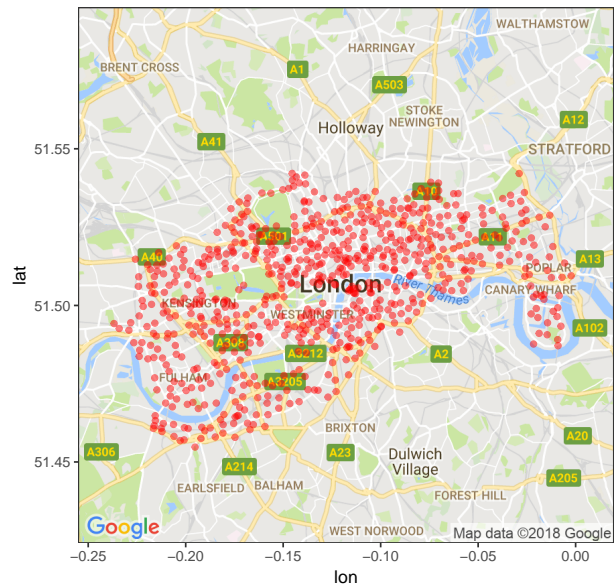 WALTHAMSTOW
HARRINGAY
BRENT CROSS
A1
A503
STOKE
NEWINGTON
A12
Holloway
A41
STRATFORD
51.55
A10
A501
A11
A40
A13
POPLAR
London
River Thames
CANARY WHARF
KENSINGTON
51.50
WESTMINSTER
A102
lat
A308
A3212
A2
FULHAM
A3205
BRIXTON
A20
A306
A23
Dulwich
Village
51.45
A214
A205
EARLSFIELD
BALHAM
FOREST HILL
WEST NORWOOD
Google
Map data ©2018 Google
−0.25 −0.20 −0.15 −0.10 −0.05 0.00
lon